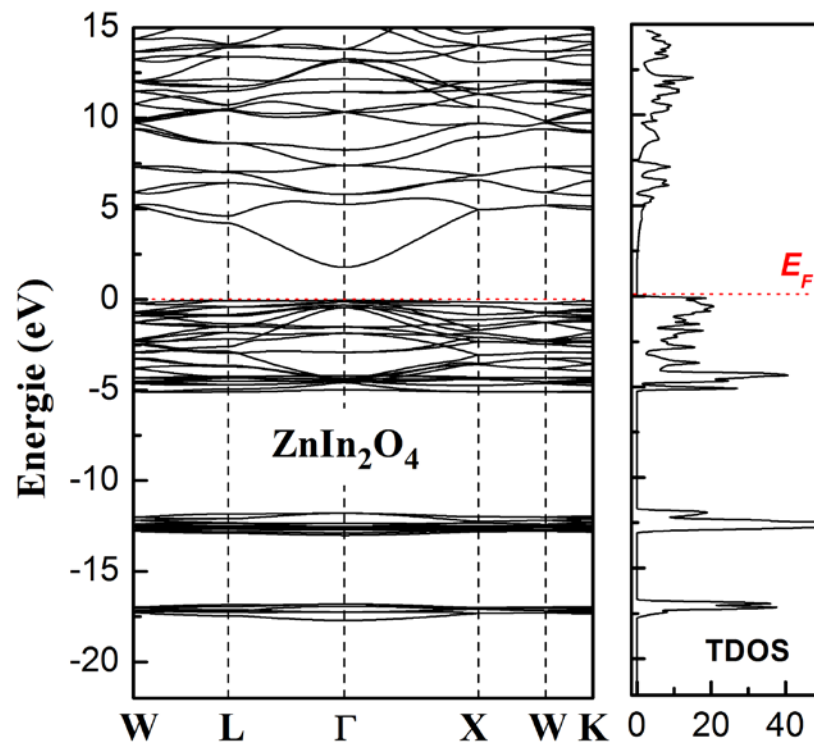 Energie (eV)
15
10
5
0
-5
-10
-15
-20
ZnIn₂O₄
W L Γ X W K
E_F
TDOS
0 20 40